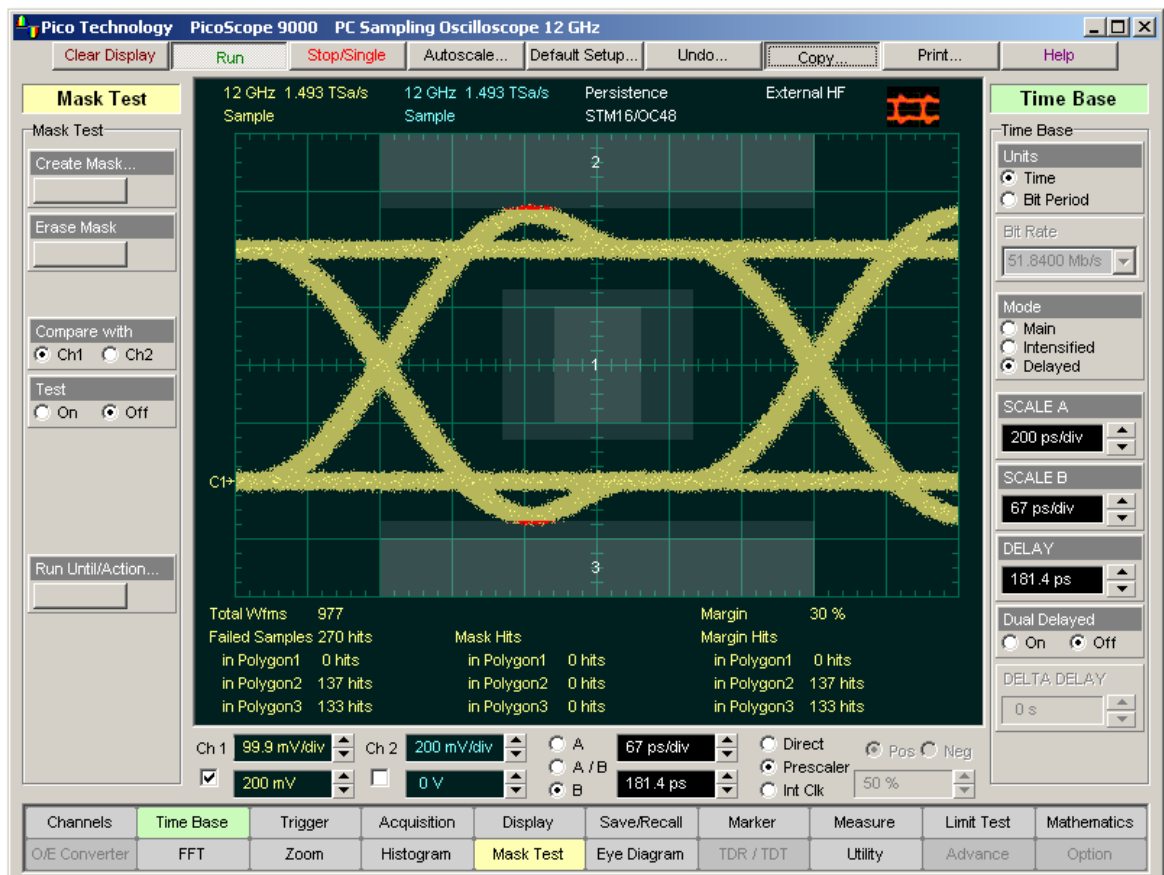 Pico Technology PicoScope 9000 PC Sampling Oscilloscope 12 GHz
Clear Display Run Stop/Single Autoscale... Default Setup... Undo... Copy... Print... Help
Mask Test
Mask Test
Create Mask...
Erase Mask
Compare with
Ch1 Ch2
Test
On Off
Run Until/Action...
12 GHz 1.493 TSa/s 12 GHz 1.493 TSa/s Persistence External HF
Sample Sample STM16/OC48
2
1
C1
3
Total Wfms 977 Margin 30 %
Failed Samples 270 hits Mask Hits Margin Hits
in Polygon1 0 hits in Polygon1 0 hits in Polygon1 0 hits
in Polygon2 137 hits in Polygon2 0 hits in Polygon2 137 hits
in Polygon3 133 hits in Polygon3 0 hits in Polygon3 133 hits
Time Base
Time Base
Units
Time
Bit Period
Bit Rate
51.8400 Mb/s
Mode
Main
Intensified
Delayed
SCALE A
200 ps/div
SCALE B
67 ps/div
DELAY
181.4 ps
Dual Delayed
On Off
DELTA DELAY
0 s
Ch 1 99.9 mV/div Ch 2 200 mV/div A 67 ps/div Direct Pos Neg
A / B Prescaler
200 mV 0 V B 181.4 ps Int Clk 50 %
Channels Time Base Trigger Acquisition Display Save/Recall Marker Measure Limit Test Mathematics
O/E Converter FFT Zoom Histogram Mask Test Eye Diagram TDR / TDT Utility Advance Option